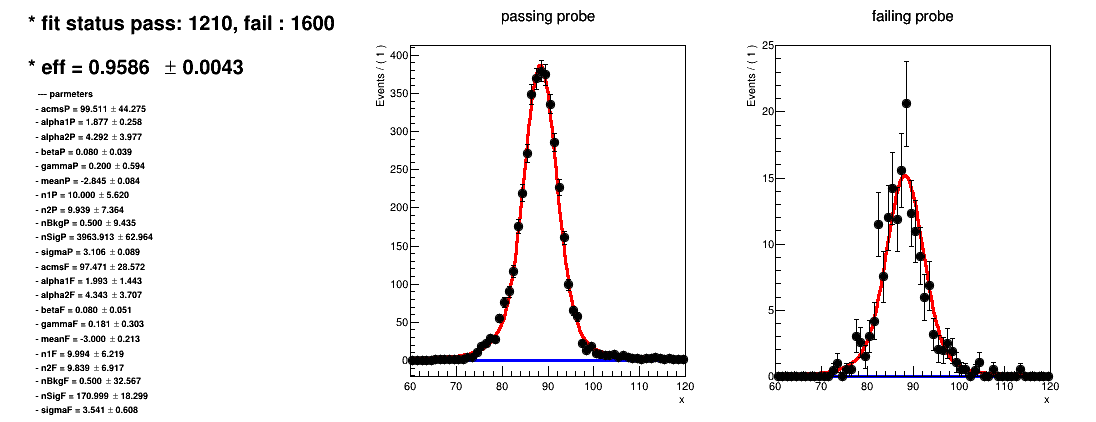 * fit status pass: 1210, fail : 1600
* eff = 0.9586 ± 0.0043
--- parmeters
- acmsP = 99.511 ± 44.275
- alpha1P = 1.877 ± 0.258
- alpha2P = 4.292 ± 3.977
- betaP = 0.080 ± 0.039
- gammaP = 0.200 ± 0.594
- meanP = -2.845 ± 0.084
- n1P = 10.000 ± 5.620
- n2P = 9.939 ± 7.364
- nBkgP = 0.500 ± 9.435
- nSigP = 3963.913 ± 62.964
- sigmaP = 3.106 ± 0.089
- acmsF = 97.471 ± 28.572
- alpha1F = 1.993 ± 1.443
- alpha2F = 4.343 ± 3.707
- betaF = 0.080 ± 0.051
- gammaF = 0.181 ± 0.303
- meanF = -3.000 ± 0.213
- n1F = 9.994 ± 6.219
- n2F = 9.839 ± 6.917
- nBkgF = 0.500 ± 32.567
- nSigF = 170.999 ± 18.299
- sigmaF = 3.541 ± 0.608
passing probe
Events / ( 1 )
400
350
300
250
200
150
100
50
0
60 70 80 90 100 110 120
x
failing probe
Events / ( 1 )
25
20
15
10
5
0
60 70 80 90 100 110 120
x